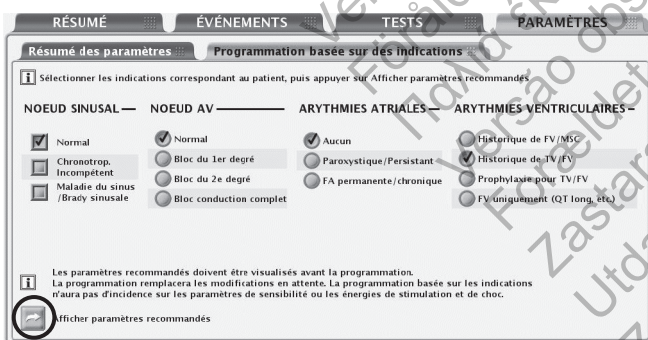 RÉSUMÉ ÉVÉNEMENTS TESTS PARAMÈTRES
Résumé des paramètres Programmation basée sur des indications
i Sélectionner les indications correspondant au patient, puis appuyer sur Afficher paramètres recommandés
NOEUD SINUSAL NOEUD AV ARYTHMIES ATRIALES ARYTHMIES VENTRICULAIRES
Normal Normal Aucun Historique de FV/MSC
Chronotrop. Incompétent Bloc du 1er degré Paroxystique/Persistant Historique de TV/FV
Maladie du sinus /Brady sinusale Bloc du 2e degré FA permanente/chronique Prophylaxie pour TV/FV
Bloc conduction complet FV uniquement (QT long, etc.)
Les paramètres recommandés doivent être visualisés avant la programmation.
i La programmation remplacera les modifications en attente. La programmation basée sur les indications
n'aura pas d'incidence sur les paramètres de sensibilité ou les énergies de stimulation et de choc.
Afficher paramètres recommandés